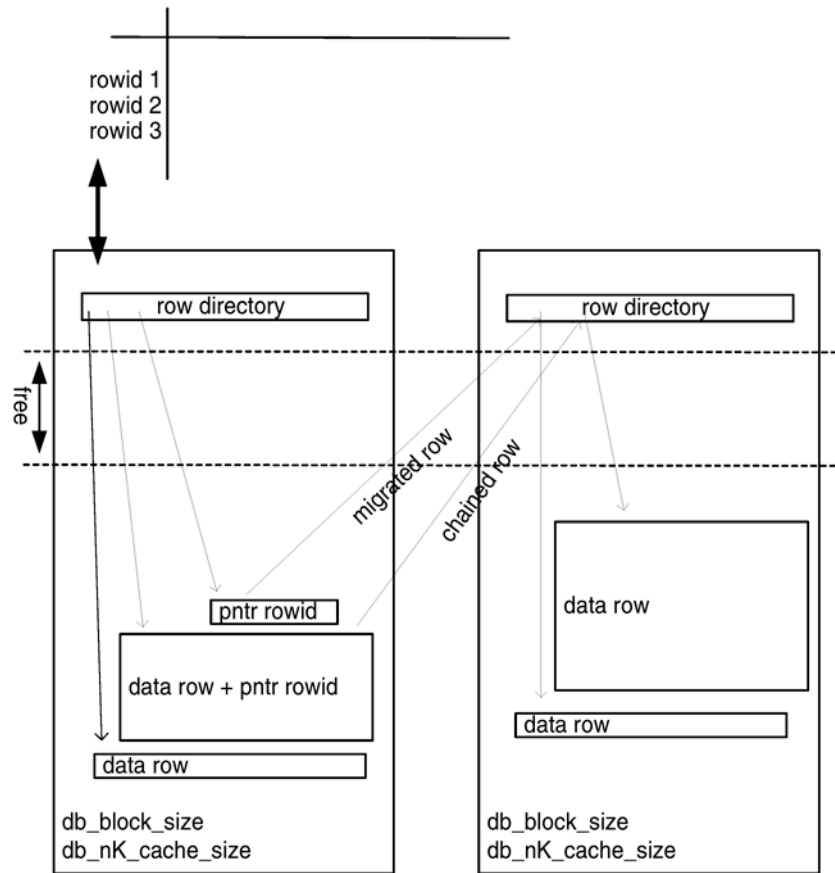 rowid 1
rowid 2
rowid 3
row directory
row directory
free
migrated row
chained row
pntr rowid
data row + pntr rowid
data row
data row
data row
db_block_size
db_nK_cache_size
db_block_size
db_nK_cache_size